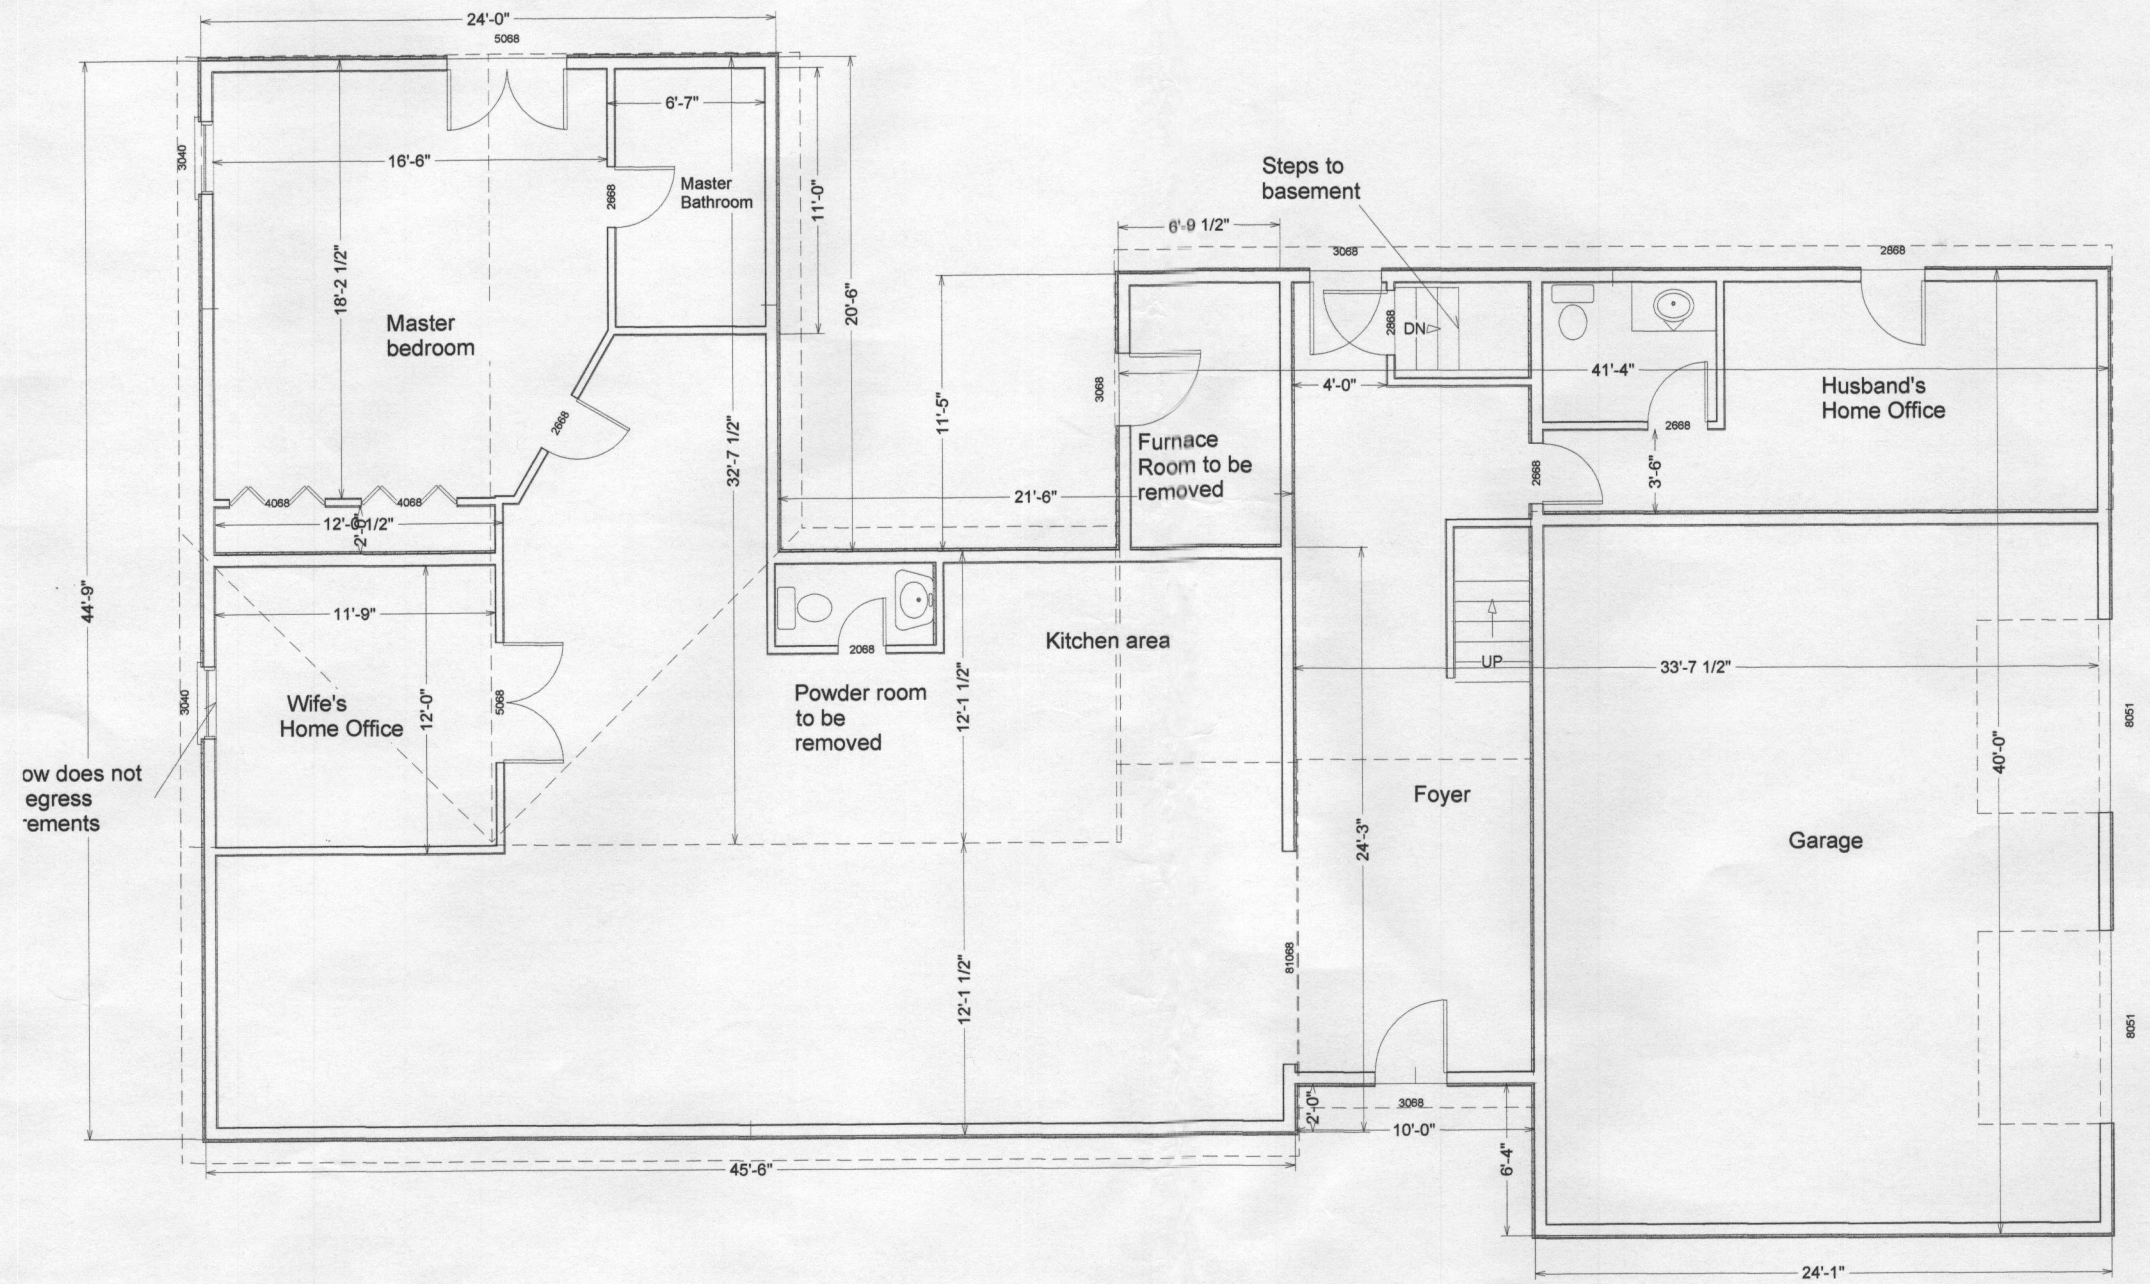 24'-0"
5068
6'-7"
3040
16'-6"
2668
Master
Bathroom
11'-0"
18'-2 1/2"
Master
bedroom
20'-6"
32'-7 1/2"
2668
4068
4068
12'-0 1/2"
2'-0"
44'-9"
11'-9"
Wife's
Home Office
12'-0"
3040
5068
ow does not
egress
rements
Steps to
basement
6'-9 1/2"
3068
2868
11'-5"
3068
21'-6"
Furnace
Room to be
removed
4'-0"
2868
DN
41'-4"
2668
Husband's
Home Office
2668
3'-6"
2068
Kitchen area
Powder room
to be
removed
12'-1 1/2"
UP
33'-7 1/2"
8051
40'-0"
Foyer
24'-3"
Garage
12'-1 1/2"
81068
8051
3068
2'-0"
10'-0"
6'-4"
45'-6"
24'-1"